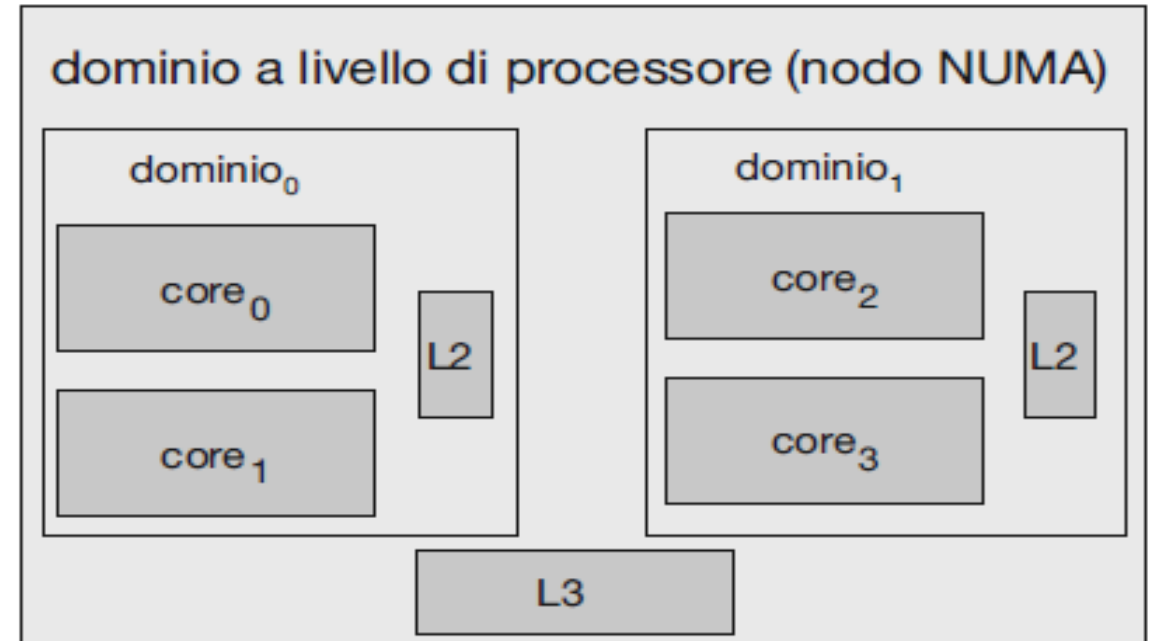 dominio a livello di processore (nodo NUMA)
dominio₀
core₀
core₁
L2
dominio₁
core₂
core₃
L2
L3